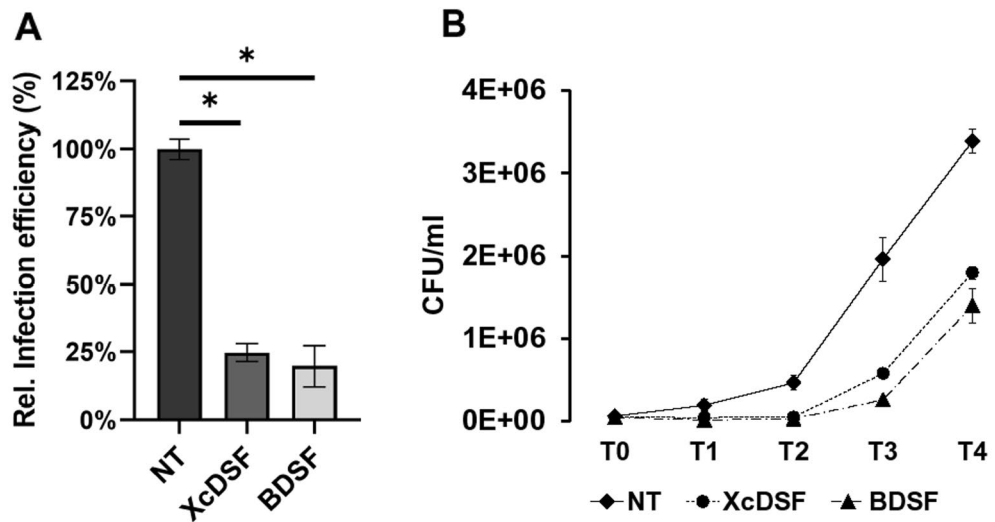 A
Rel. Infection efficiency (%)
125%
100%
75%
50%
25%
0%
*
*
NT
XcDSF
BDSF
B
CFU/ml
4E+06
3E+06
2E+06
1E+06
0E+00
T0 T1 T2 T3 T4
NT XcDSF BDSF